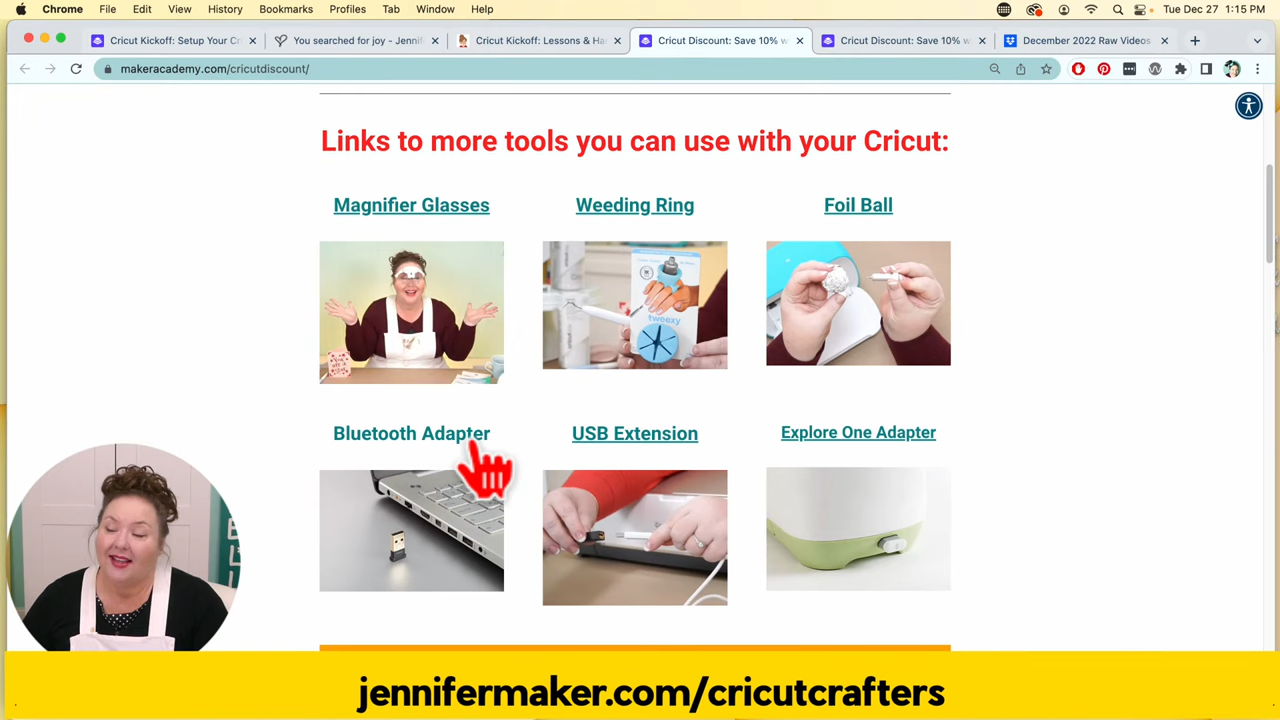 Chrome File Edit View History Bookmarks Profiles Tab Window Help Tue Dec 27 1:15 PM
Cricut Kickoff: Setup Your Cr You searched for joy - Jennife Cricut Kickoff: Lessons & Han Cricut Discount: Save 10% w Cricut Discount: Save 10% w December 2022 Raw Videos
makeracademy.com/cricutdiscount/
Links to more tools you can use with your Cricut:
Magnifier Glasses Weeding Ring Foil Ball
tweexy
Bluetooth Adapter USB Extension Explore One Adapter
jennifermaker.com/cricutcrafters